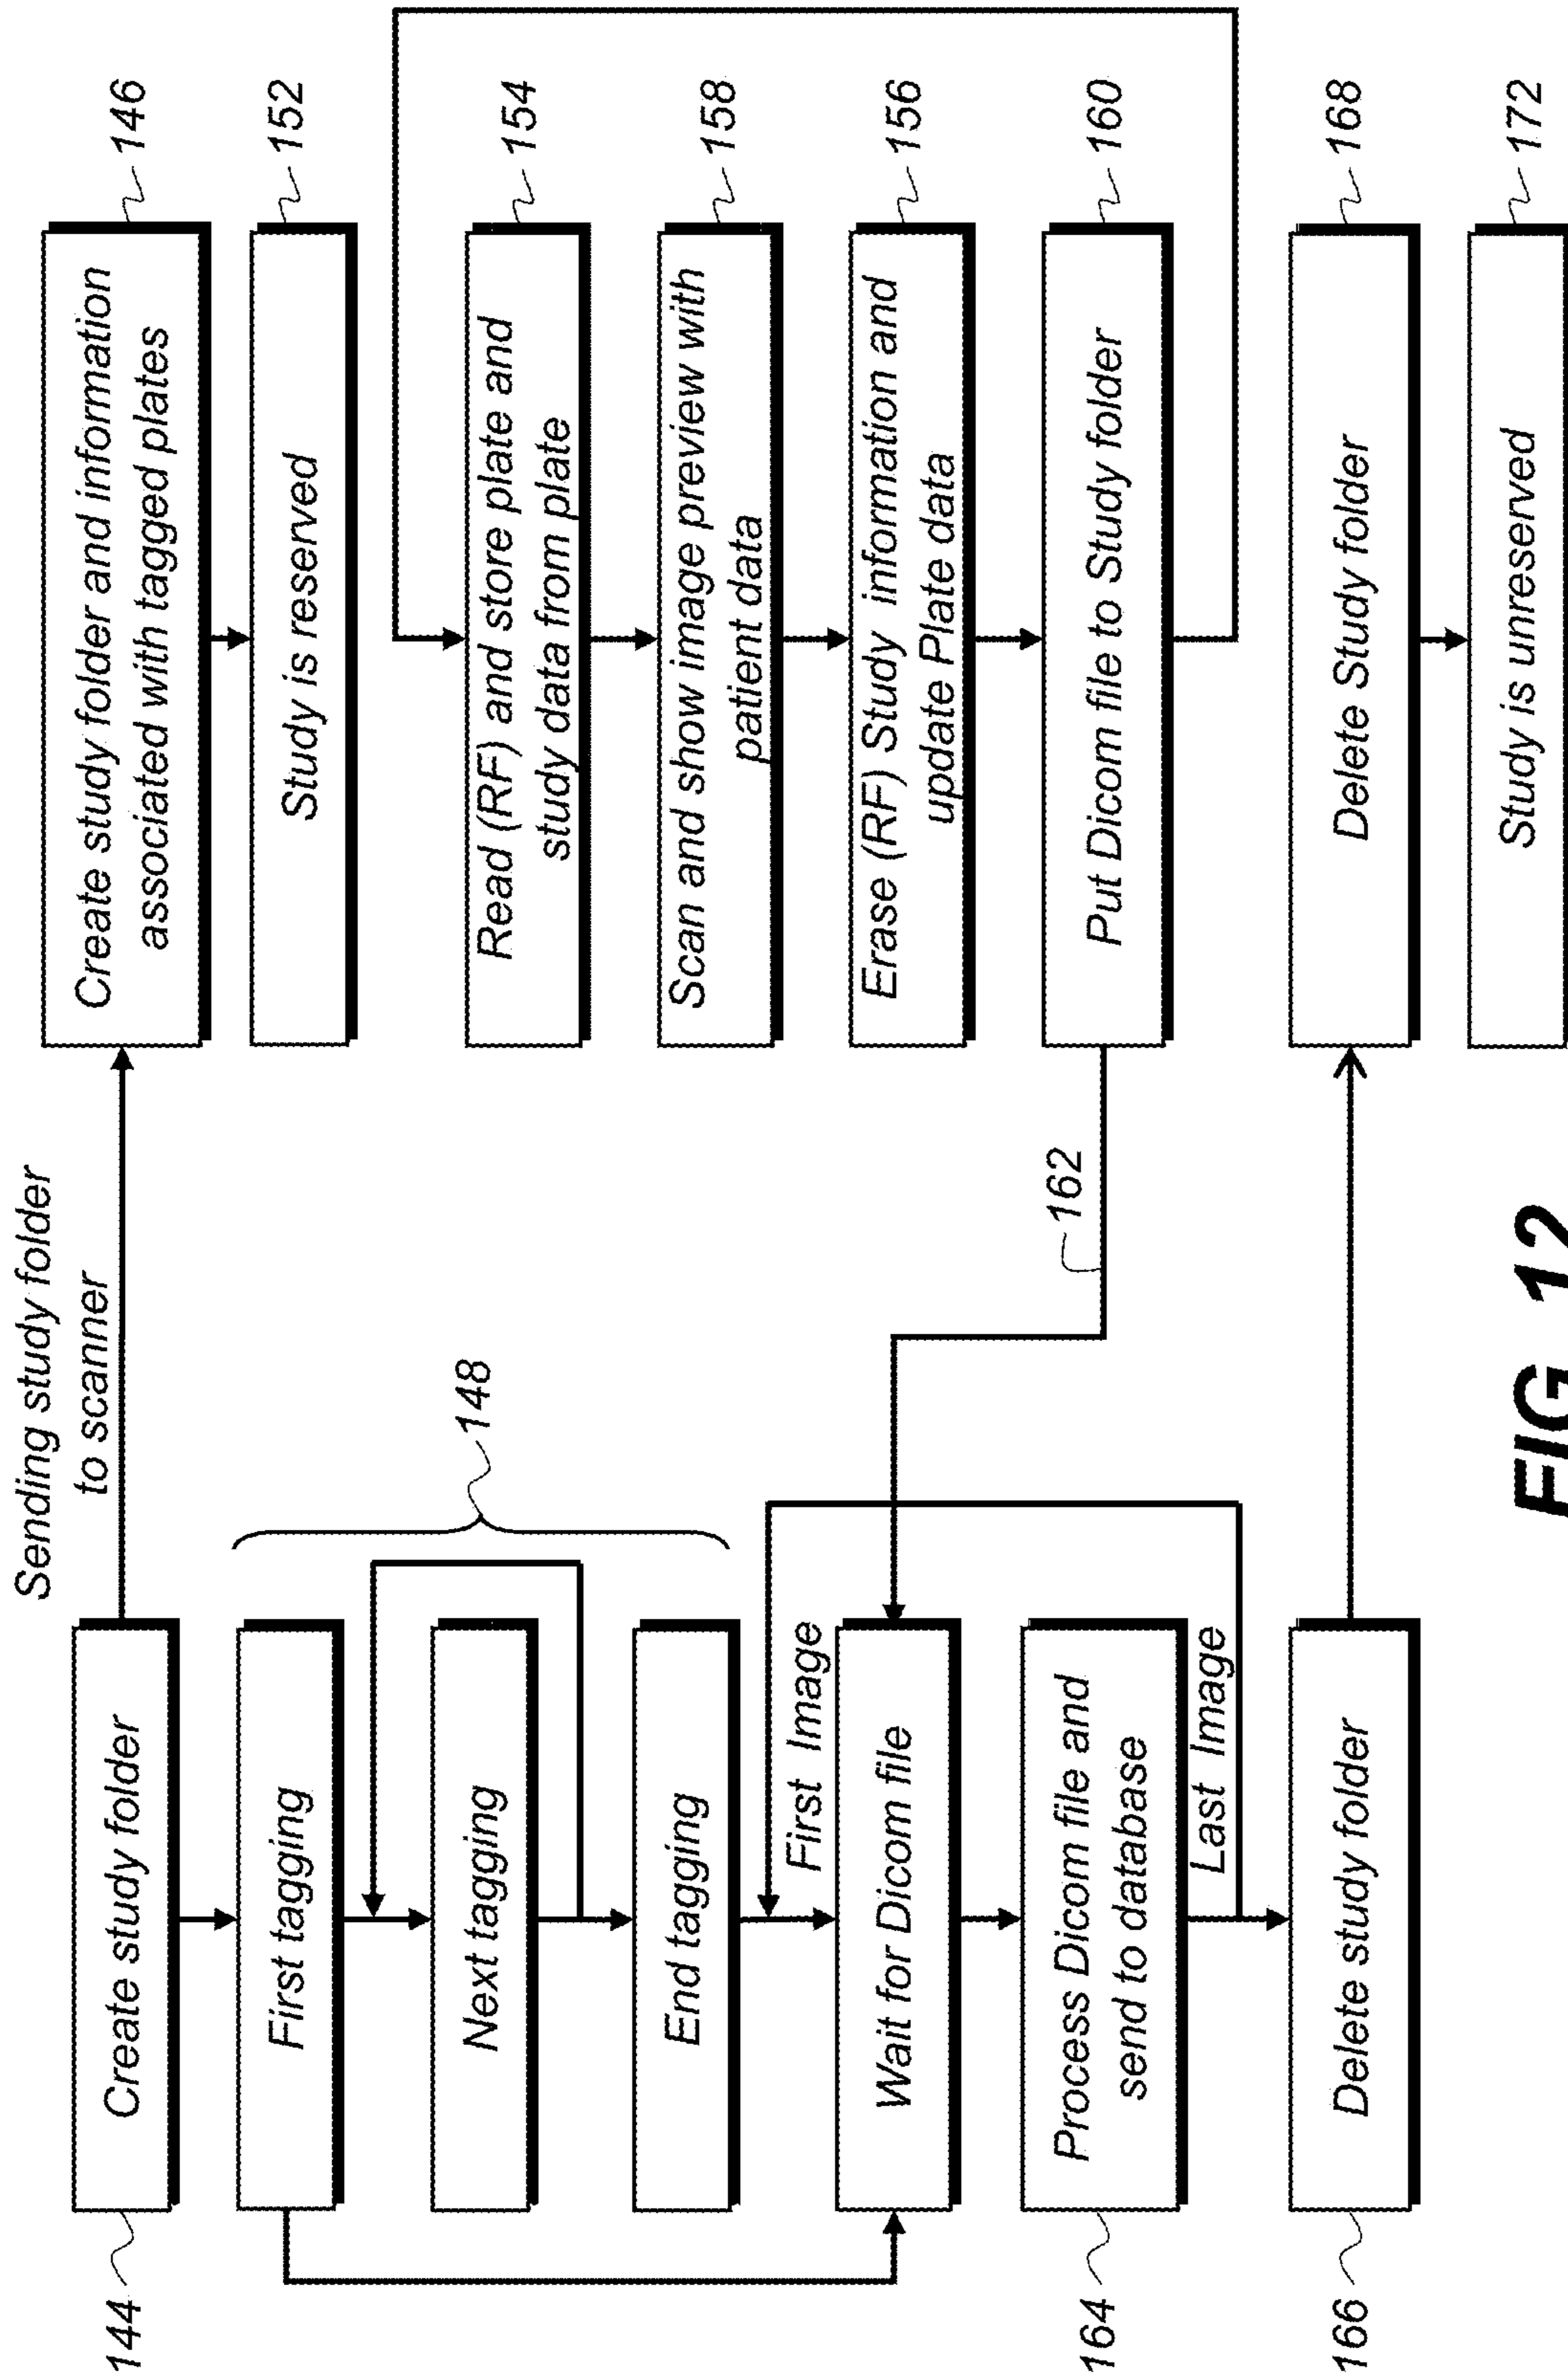 Sending study folder
to scanner
144
Create study folder
First tagging
Next tagging
End tagging
148
First Image
Wait for Dicom file
164
Process Dicom file and
send to database
Last Image
166
Delete study folder
146
Create study folder and information
associated with tagged plates
152
Study is reserved
154
Read (RF) and store plate and
study data from plate
158
Scan and show image preview with
patient data
156
Erase (RF) Study information and
update Plate data
160
Put Dicom file to Study folder
162
168
Delete Study folder
172
Study is unreserved
FIG 12